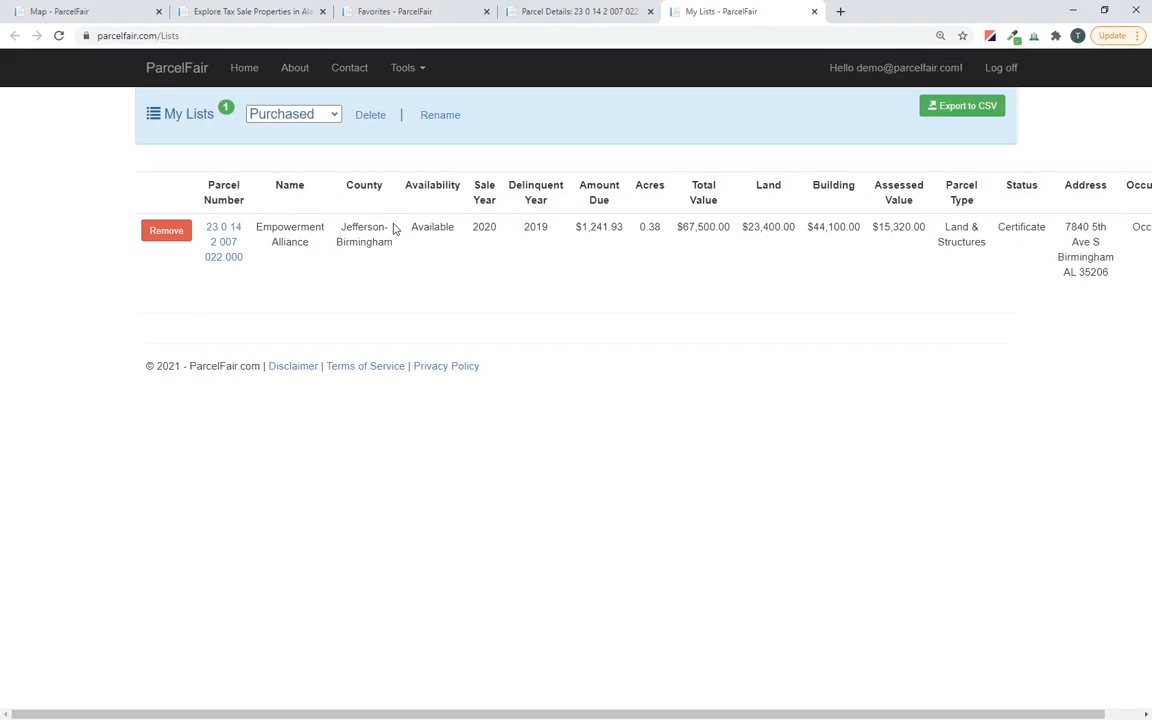 Map - ParcelFair
Explore Tax Sale Properties in Ala
Favorites - ParcelFair
Parcel Details: 23 0 14 2 007 022
My Lists - ParcelFair
parcelfair.com/Lists
T
Update
ParcelFair
Home
About
Contact
Tools
Hello demo@parcelfair.com!
Log off
My Lists
1
Purchased
Delete
|
Rename
Export to CSV
Parcel Number
Name
County
Availability
Sale Year
Delinquent Year
Amount Due
Acres
Total Value
Land
Building
Assessed Value
Parcel Type
Status
Address
Occu
Remove
23 0 14
2 007
022.000
Empowerment
Alliance
Jefferson-
Birmingham
Available
2020
2019
$1,241.93
0.38
$67,500.00
$23,400.00
$44,100.00
$15,320.00
Land &
Structures
Certificate
7840 5th
Ave S
Birmingham
AL 35206
Occ
© 2021 - ParcelFair.com | Disclaimer | Terms of Service | Privacy Policy